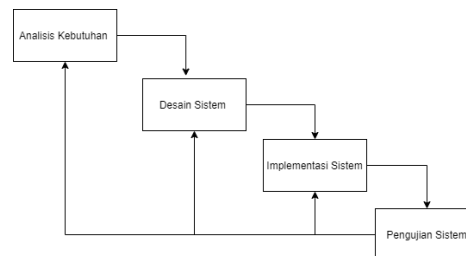 Analisis Kebutuhan
Desain Sistem
Implementasi Sistem
Pengujian Sistem